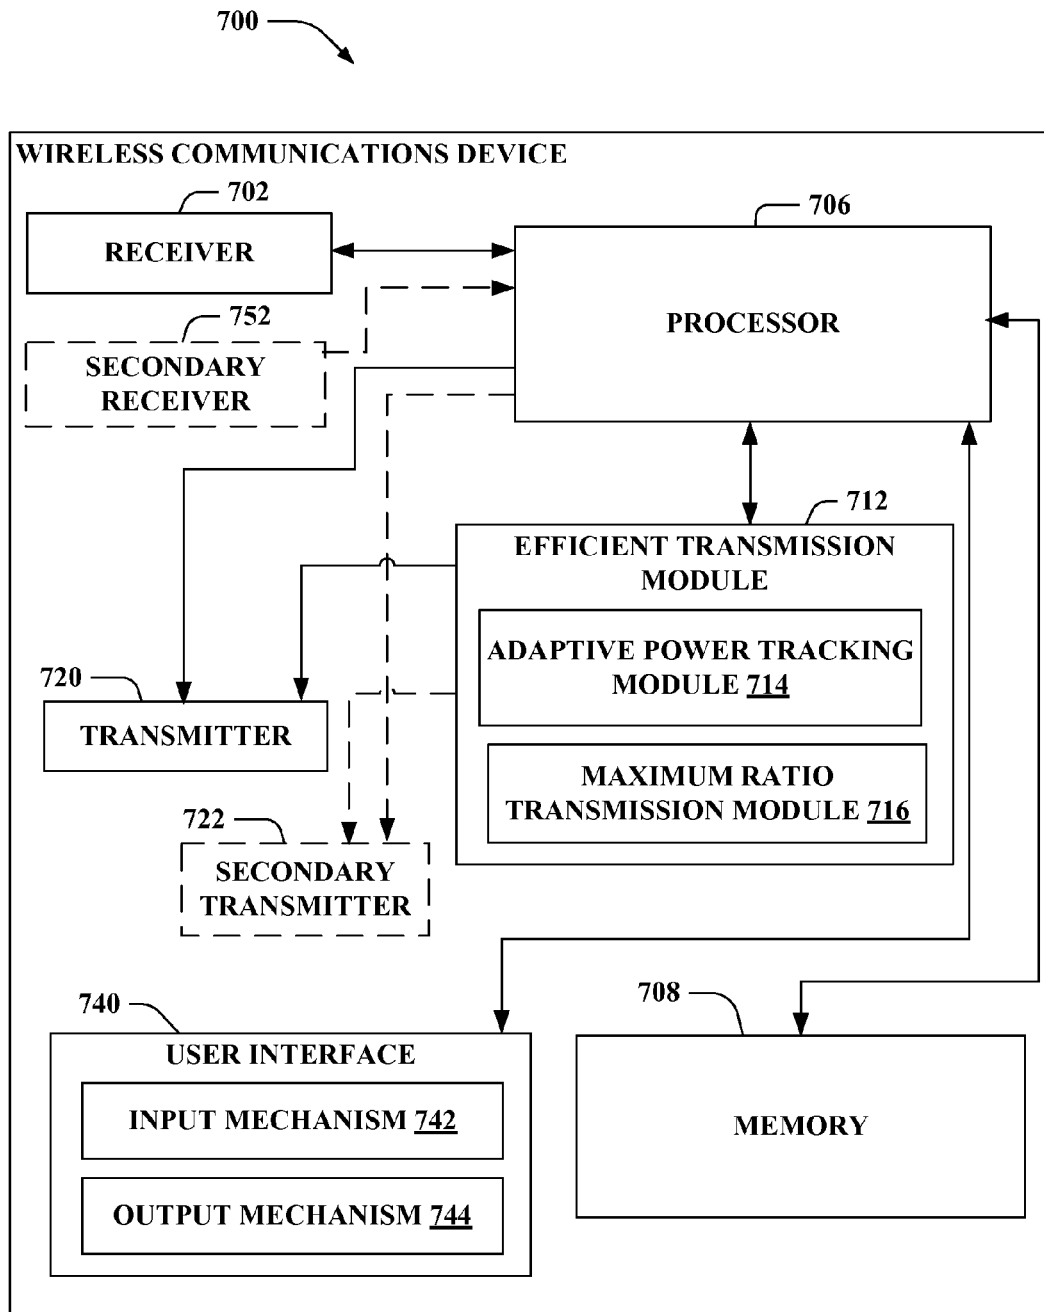 700
WIRELESS COMMUNICATIONS DEVICE
702
RECEIVER
706
PROCESSOR
752
SECONDARY
RECEIVER
712
EFFICIENT TRANSMISSION
MODULE
ADAPTIVE POWER TRACKING
MODULE 714
MAXIMUM RATIO
TRANSMISSION MODULE 716
720
TRANSMITTER
722
SECONDARY
TRANSMITTER
740
USER INTERFACE
INPUT MECHANISM 742
OUTPUT MECHANISM 744
708
MEMORY